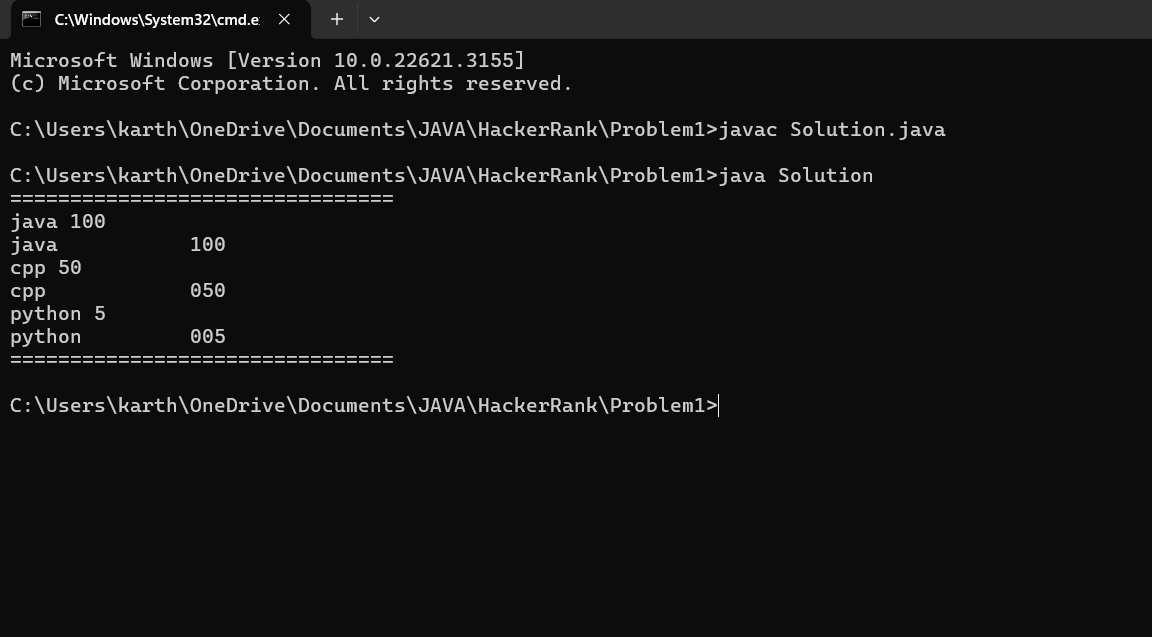 C:\Windows\System32\cmd.e
Microsoft Windows [Version 10.0.22621.3155]
(c) Microsoft Corporation. All rights reserved.
C:\Users\karth\OneDrive\Documents\JAVA\HackerRank\Problem1>javac Solution.java
C:\Users\karth\OneDrive\Documents\JAVA\HackerRank\Problem1>java Solution
================================
java 100
java           100
cpp 50
cpp            050
python 5
python         005
================================
C:\Users\karth\OneDrive\Documents\JAVA\HackerRank\Problem1>